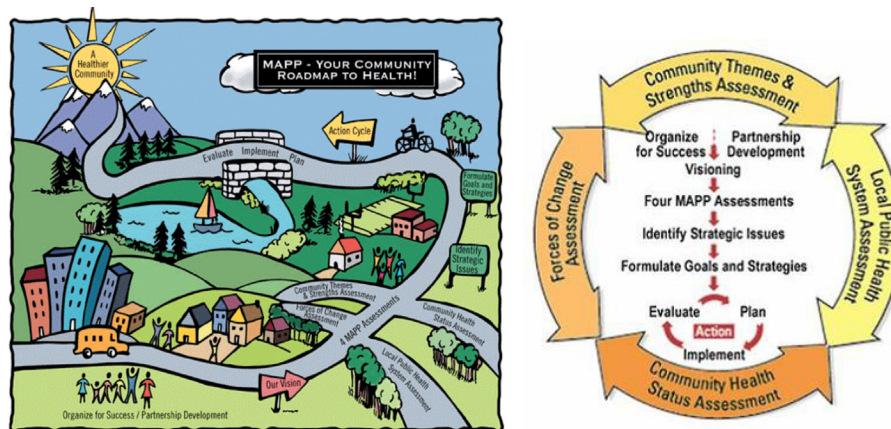 A
Healthier
Community
MAPP - YOUR COMMUNITY
ROADMAP TO HEALTH!
Action Cycle
Evaluate Implement Plan
Formulate
Goals and
Strategies
Identify
Strategic
Issues
Community Themes
& Strengths Assessment
Forces of Change
Assessment
4 MAPP Assessments
Community Health
Status Assessment
Local Public Health
System Assessment
Our Vision
Organize for Success / Partnership Development
Community Themes &
Strengths Assessment
Organize
for Success
Partnership
Development
Visioning
Four MAPP Assessments
Identify Strategic Issues
Formulate Goals and Strategies
Evaluate
Plan
Action
Implement
Forces of Change
Assessment
Local Public Health
System Assessment
Community Health
Status Assessment